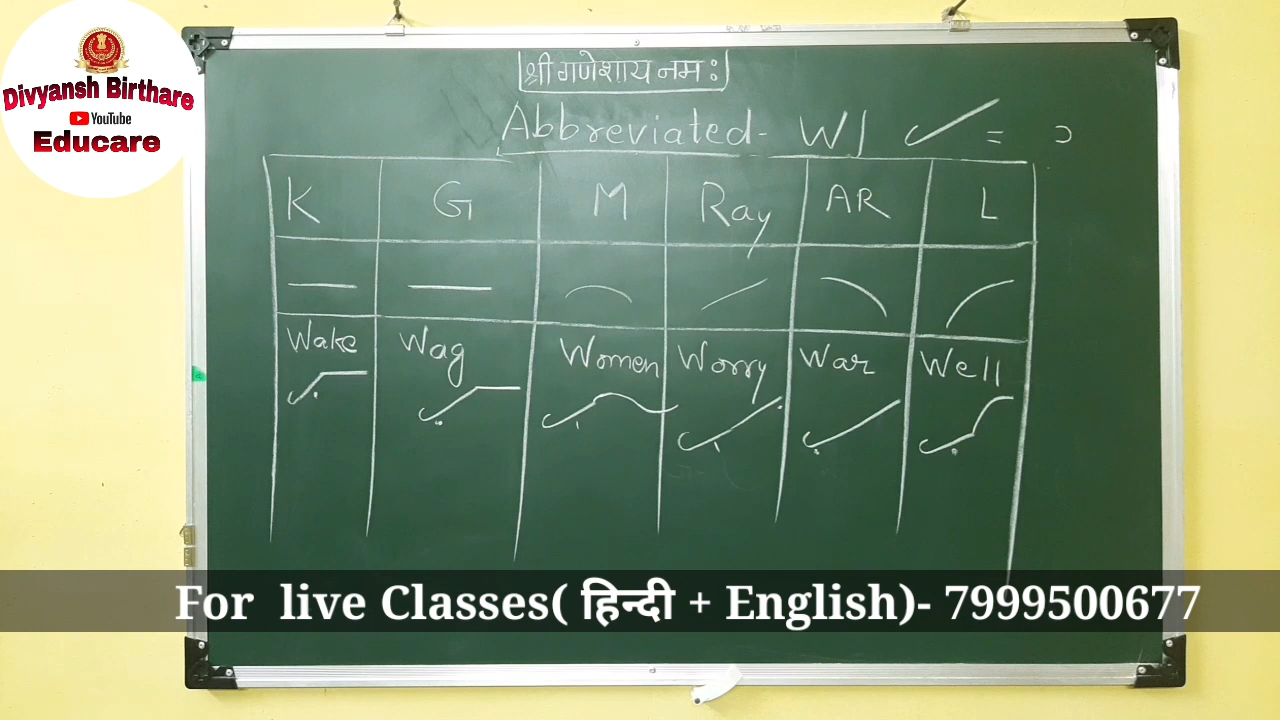 Divyansh Birthare
YouTube
Educare
श्री गणेशाय नमः
Abbreviated - W) =
K G M Ray AR L
Wake Wag Women Worry War Well
For live Classes( हिन्दी + English)- 7999500677